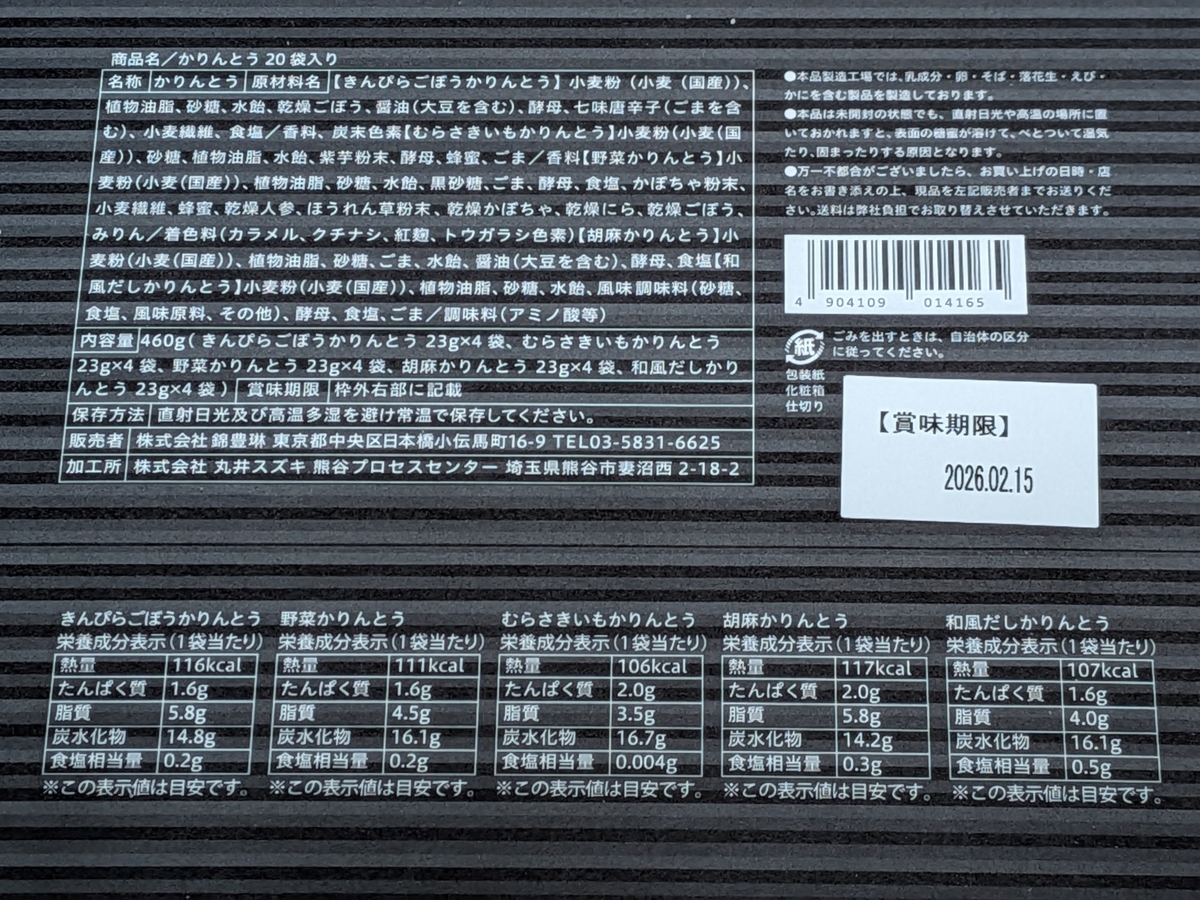 商品名／かりんとう 20 袋入り
名称 かりんとう 原材料名 【きんぴらごぼうかりんとう】小麦粉（小麦（国産））、
植物油脂、砂糖、水飴、乾燥ごぼう、醤油（大豆を含む）、酵母、七味唐辛子（ごまを含
む）、小麦繊維、食塩／香料、炭末色素【むらさきいもかりんとう】小麦粉（小麦（国
産））、砂糖、植物油脂、水飴、紫芋粉末、酵母、蜂蜜、ごま／香料【野菜かりんとう】小
麦粉（小麦（国産））、植物油脂、砂糖、水飴、黒砂糖、ごま、酵母、食塩、かぼちゃ粉末、
小麦繊維、蜂蜜、乾燥人参、ほうれん草粉末、乾燥かぼちゃ、乾燥にら、乾燥ごぼう、
みりん／着色料（カラメル、クチナシ、紅麹、トウガラシ色素）【胡麻かりんとう】小
麦粉（小麦（国産））、植物油脂、砂糖、ごま、水飴、醤油（大豆を含む）、酵母、食塩【和
風だしかりんとう】小麦粉（小麦（国産））、植物油脂、砂糖、水飴、風味調味料（砂糖、
食塩、風味原料、その他）、酵母、食塩、ごま／調味料（アミノ酸等）
内容量 460g（きんぴらごぼうかりんとう 23g×4 袋、むらさきいもかりんとう
23g×4 袋、野菜かりんとう 23g×4 袋、胡麻かりんとう 23g×4 袋、和風だしかり
んとう 23g×4 袋） 賞味期限 枠外右部に記載
保存方法 直射日光及び高温多湿を避け常温で保存してください。
販売者 株式会社 錦豊琳 東京都中央区日本橋小伝馬町16-9 TEL03-5831-6625
加工所 株式会社 丸井スズキ 熊谷プロセスセンター 埼玉県熊谷市妻沼西 2-18-2
●本品製造工場では、乳成分・卵・そば・落花生・えび・
かにを含む製品を製造しております。
●本品は未開封の状態でも、直射日光や高温の場所に置
いておかれますと、表面の糖蜜が溶けて、べとついて湿気
たり、固まったりする原因となります。
●万一不都合がございましたら、お買い上げの日時・店
名をお書き添えの上、現品を左記販売者までお送りくだ
さい。送料は弊社負担でお取り替えさせていただきます。
4 904109 014165
紙
ごみを出すときは、自治体の区分
に従ってください。
包装紙
化粧箱
仕切り
【賞味期限】
2026.02.15
きんぴらごぼうかりんとう
栄養成分表示（1袋当たり）
熱量 116kcal
たんぱく質 1.6g
脂質 5.8g
炭水化物 14.8g
食塩相当量 0.2g
※この表示値は目安です。
野菜かりんとう
栄養成分表示（1袋当たり）
熱量 111kcal
たんぱく質 1.6g
脂質 4.5g
炭水化物 16.1g
食塩相当量 0.2g
※この表示値は目安です。
むらさきいもかりんとう
栄養成分表示（1袋当たり）
熱量 106kcal
たんぱく質 2.0g
脂質 3.5g
炭水化物 16.7g
食塩相当量 0.004g
※この表示値は目安です。
胡麻かりんとう
栄養成分表示（1袋当たり）
熱量 117kcal
たんぱく質 2.0g
脂質 5.8g
炭水化物 14.2g
食塩相当量 0.3g
※この表示値は目安です。
和風だしかりんとう
栄養成分表示（1袋当たり）
熱量 107kcal
たんぱく質 1.6g
脂質 4.0g
炭水化物 16.1g
食塩相当量 0.5g
※この表示値は目安です。